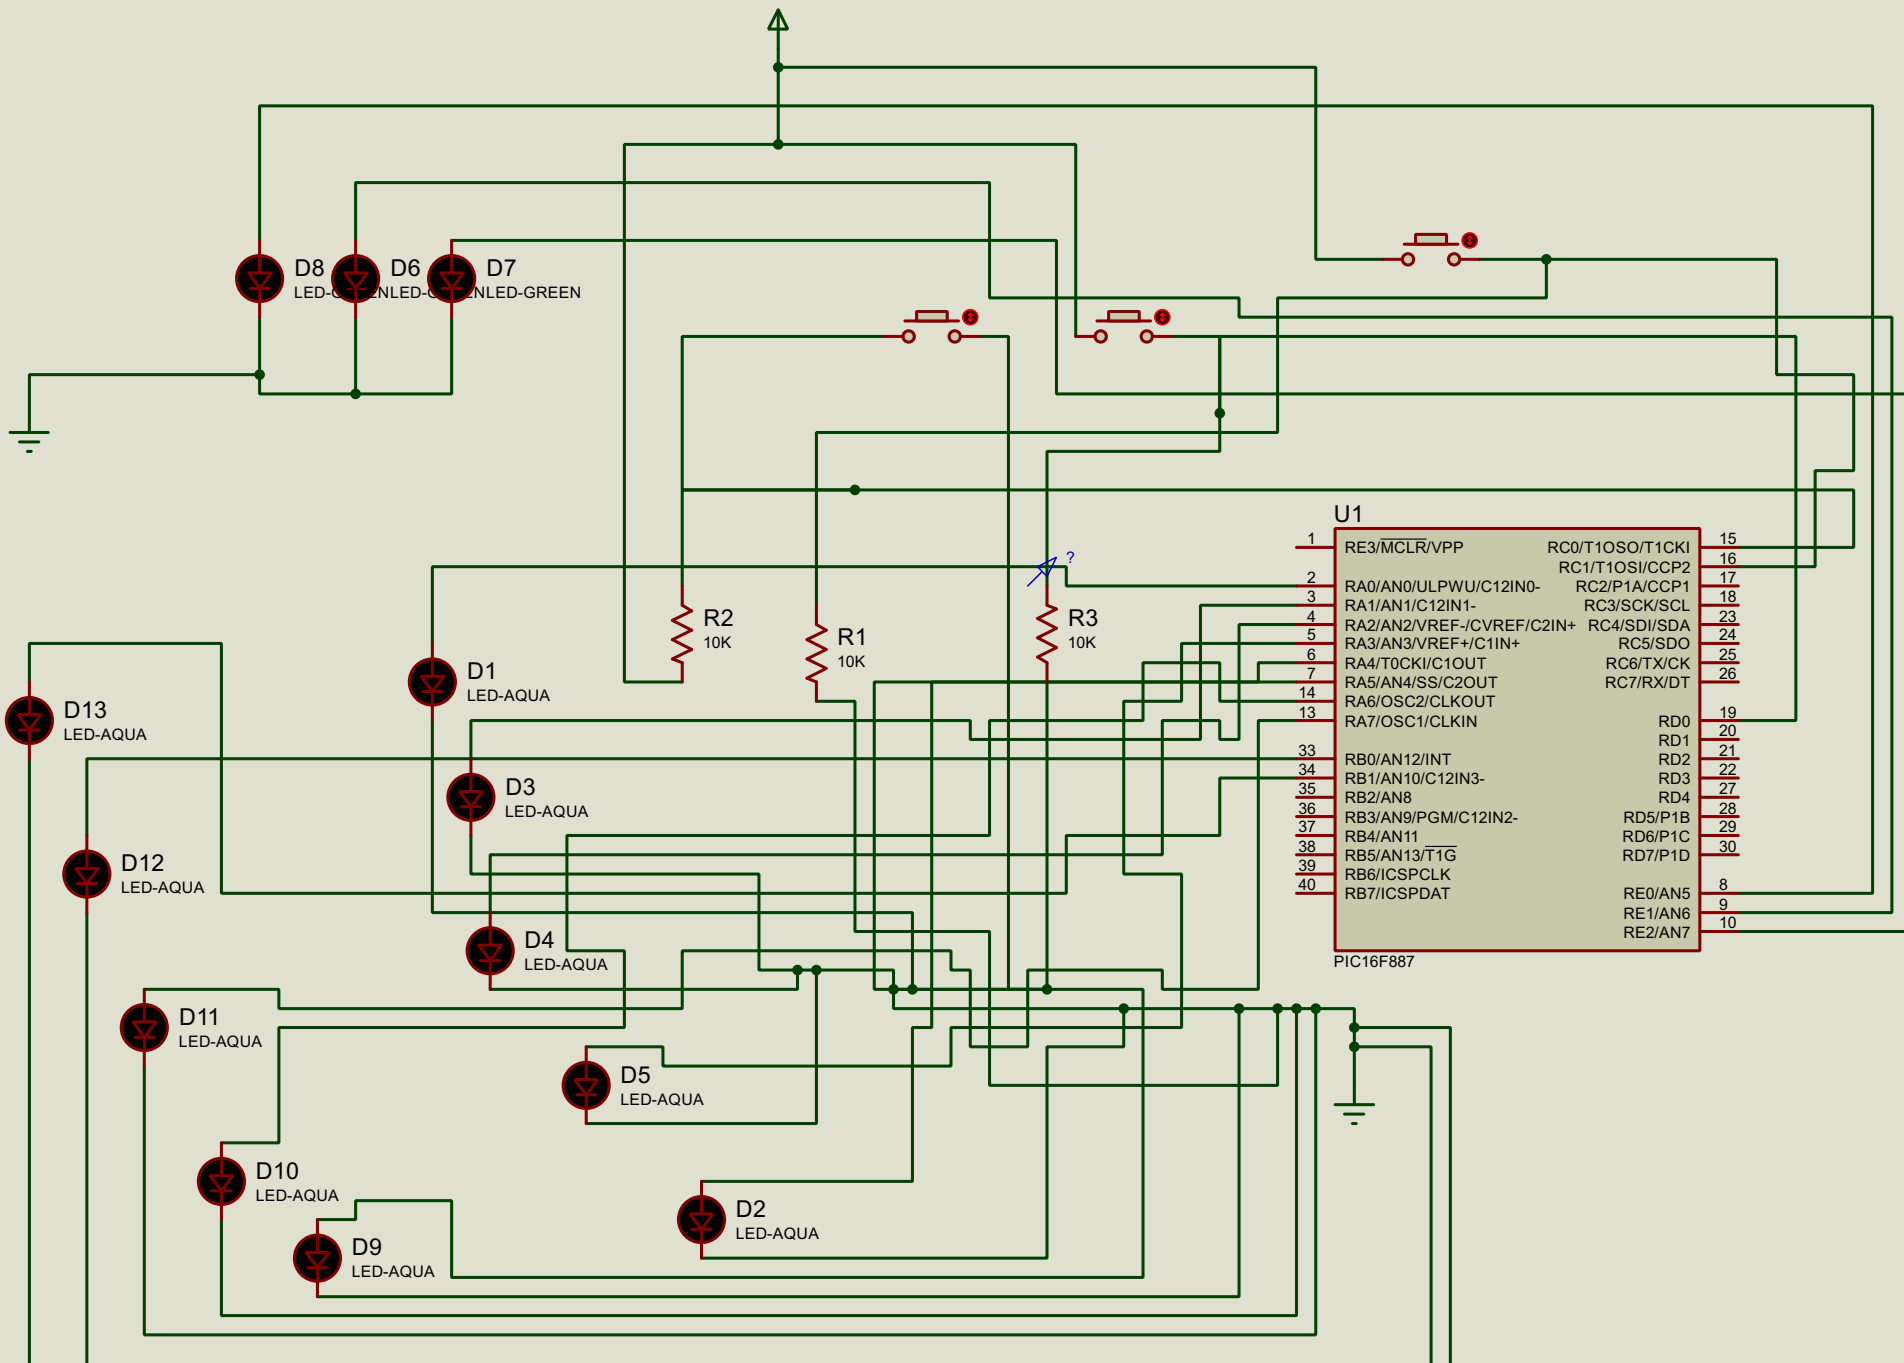 D8
LED-GREEN
D6
LED-GREEN
D7
LED-GREEN
?
R2
10K
R1
10K
R3
10K
D1
LED-AQUA
D13
LED-AQUA
D3
LED-AQUA
D12
LED-AQUA
D4
LED-AQUA
D11
LED-AQUA
D5
LED-AQUA
D10
LED-AQUA
D2
LED-AQUA
D9
LED-AQUA
U1
1 RE3/MCLR/VPP
2 RA0/AN0/ULPWU/C12IN0-
3 RA1/AN1/C12IN1-
4 RA2/AN2/VREF-/CVREF/C2IN+
5 RA3/AN3/VREF+/C1IN+
6 RA4/T0CKI/C1OUT
7 RA5/AN4/SS/C2OUT
14 RA6/OSC2/CLKOUT
13 RA7/OSC1/CLKIN
33 RB0/AN12/INT
34 RB1/AN10/C12IN3-
35 RB2/AN8
36 RB3/AN9/PGM/C12IN2-
37 RB4/AN11
38 RB5/AN13/T1G
39 RB6/ICSPCLK
40 RB7/ICSPDAT
RC0/T1OSO/T1CKI 15
RC1/T1OSI/CCP2 16
RC2/P1A/CCP1 17
RC3/SCK/SCL 18
RC4/SDI/SDA 23
RC5/SDO 24
RC6/TX/CK 25
RC7/RX/DT 26
RD0 19
RD1 20
RD2 21
RD3 22
RD4 27
RD5/P1B 28
RD6/P1C 29
RD7/P1D 30
RE0/AN5 8
RE1/AN6 9
RE2/AN7 10
PIC16F887